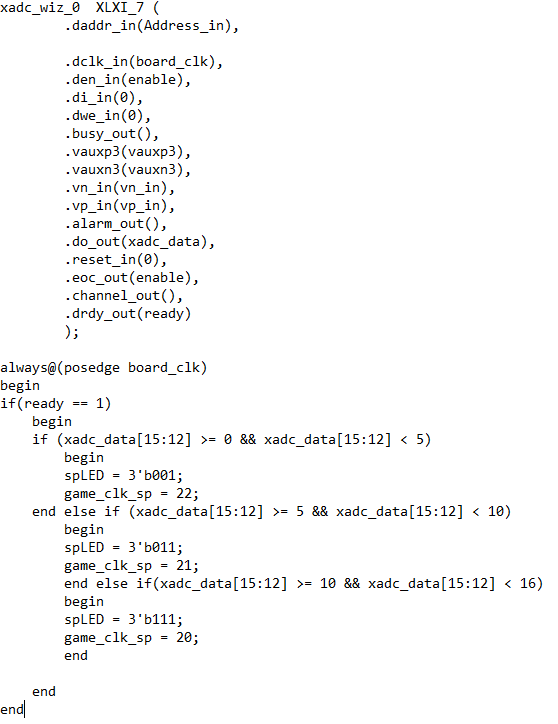 xadc_wiz_0  XLXI_7 (
        .daddr_in(Address_in),

        .dclk_in(board_clk),
        .den_in(enable),
        .di_in(0),
        .dwe_in(0),
        .busy_out(),
        .vauxp3(vauxp3),
        .vauxn3(vauxn3),
        .vn_in(vn_in),
        .vp_in(vp_in),
        .alarm_out(),
        .do_out(xadc_data),
        .reset_in(0),
        .eoc_out(enable),
        .channel_out(),
        .drdy_out(ready)
        );

always@(posedge board_clk)
begin
if(ready == 1)
    begin
    if (xadc_data[15:12] >= 0 && xadc_data[15:12] < 5)
        begin
        spLED = 3'b001;
        game_clk_sp = 22;
    end else if (xadc_data[15:12] >= 5 && xadc_data[15:12] < 10)
        begin
        spLED = 3'b011;
        game_clk_sp = 21;
        end else if(xadc_data[15:12] >= 10 && xadc_data[15:12] < 16)
        begin
        spLED = 3'b111;
        game_clk_sp = 20;
        end

    end
end